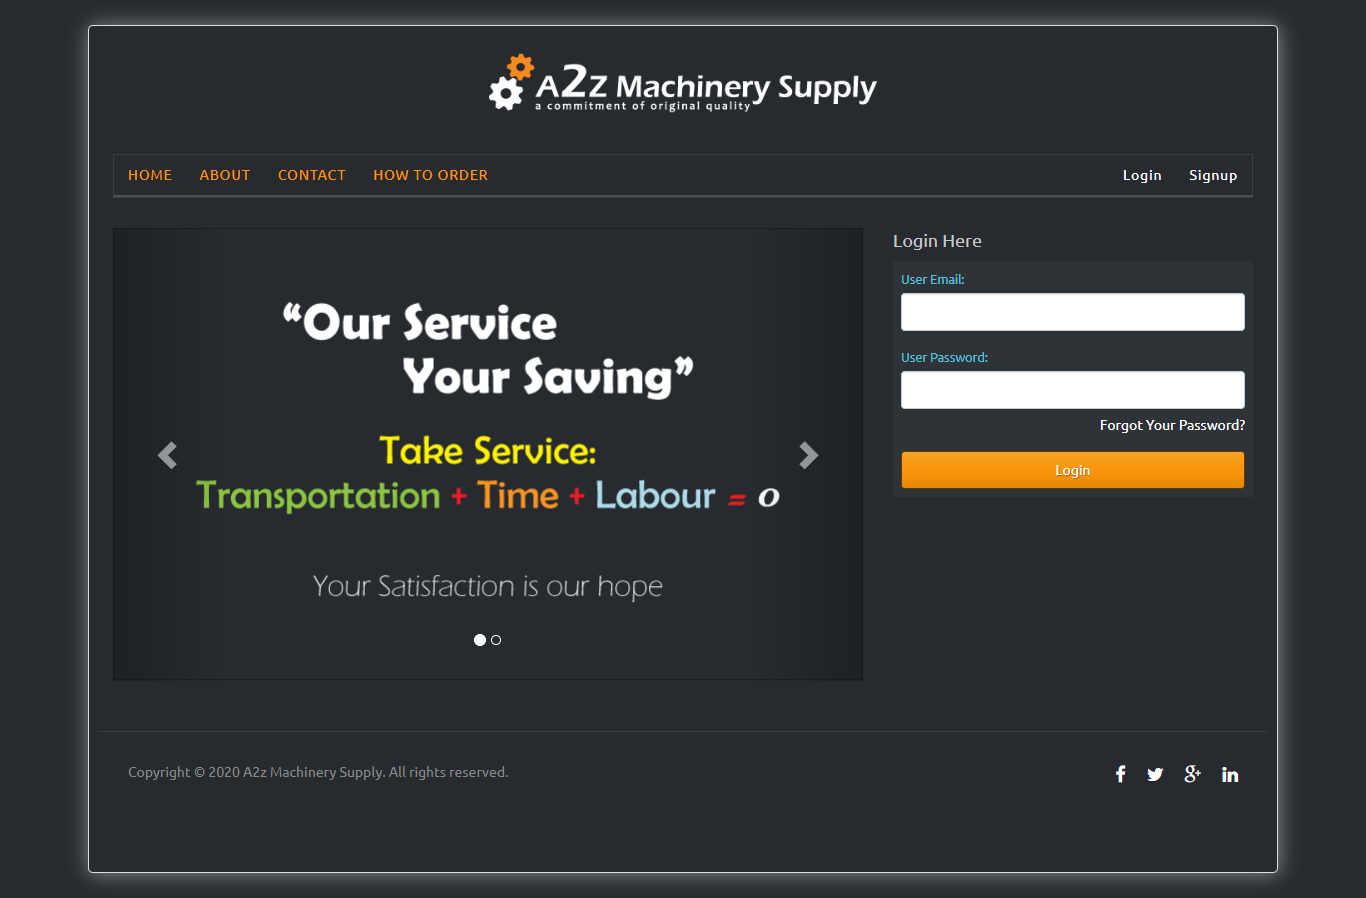 A2Z Machinery Supply
a commitment of original quality
HOME ABOUT CONTACT HOW TO ORDER Login Signup
“Our Service
Your Saving”
Take Service:
Transportation + Time + Labour = 0
Your Satisfaction is our hope
Login Here
User Email:
User Password:
Forgot Your Password?
Login
Copyright © 2020 A2z Machinery Supply. All rights reserved.